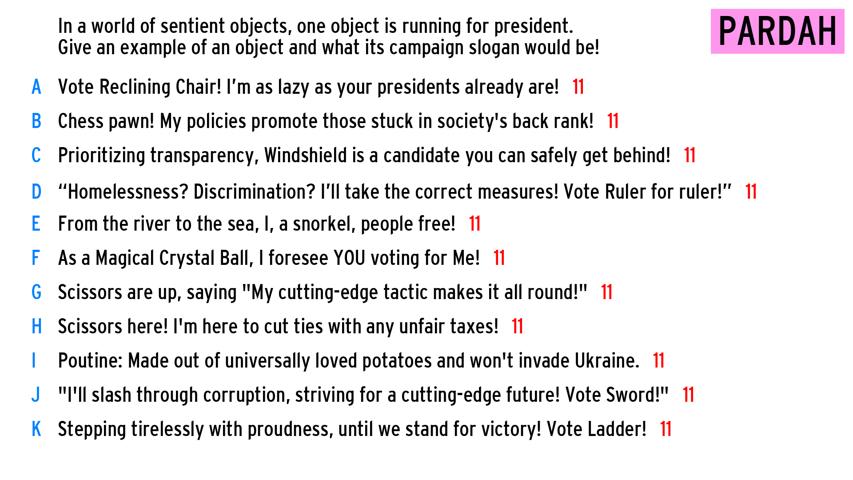 In a world of sentient objects, one object is running for president.
Give an example of an object and what its campaign slogan would be!
PARDAH
A Vote Reclining Chair! I’m as lazy as your presidents already are! 11
B Chess pawn! My policies promote those stuck in society's back rank! 11
C Prioritizing transparency, Windshield is a candidate you can safely get behind! 11
D “Homelessness? Discrimination? I’ll take the correct measures! Vote Ruler for ruler!” 11
E From the river to the sea, I, a snorkel, people free! 11
F As a Magical Crystal Ball, I foresee YOU voting for Me! 11
G Scissors are up, saying "My cutting-edge tactic makes it all round!" 11
H Scissors here! I'm here to cut ties with any unfair taxes! 11
I Poutine: Made out of universally loved potatoes and won't invade Ukraine. 11
J "I'll slash through corruption, striving for a cutting-edge future! Vote Sword!" 11
K Stepping tirelessly with proudness, until we stand for victory! Vote Ladder! 11